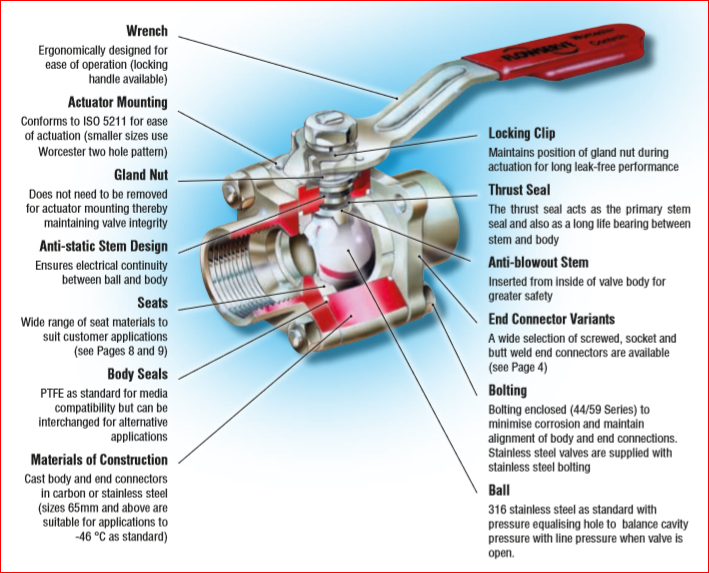 Wrench
Ergonomically designed for
ease of operation (locking
handle available)
Actuator Mounting
Conforms to ISO 5211 for ease
of actuation (smaller sizes use
Worcester two hole pattern)
Gland Nut
Does not need to be removed
for actuator mounting thereby
maintaining valve integrity
Anti-static Stem Design
Ensures electrical continuity
between ball and body
Seats
Wide range of seat materials to
suit customer applications
(see Pages 8 and 9)
Body Seals
PTFE as standard for media
compatibility but can be
interchanged for alternative
applications
Materials of Construction
Cast body and end connectors
in carbon or stainless steel
(sizes 65mm and above are
suitable for applications to
-46 °C as standard)
FLOWSERVE
Worcester
Controls
Locking Clip
Maintains position of gland nut during
actuation for long leak-free performance
Thrust Seal
The thrust seal acts as the primary stem
seal and also as a long life bearing between
stem and body
Anti-blowout Stem
Inserted from inside of valve body for
greater safety
End Connector Variants
A wide selection of screwed, socket and
butt weld end connectors are available
(see Page 4)
Bolting
Bolting enclosed (44/59 Series) to
minimise corrosion and maintain
alignment of body and end connections.
Stainless steel valves are supplied with
stainless steel bolting
Ball
316 stainless steel as standard with
pressure equalising hole to balance cavity
pressure with line pressure when valve is
open.